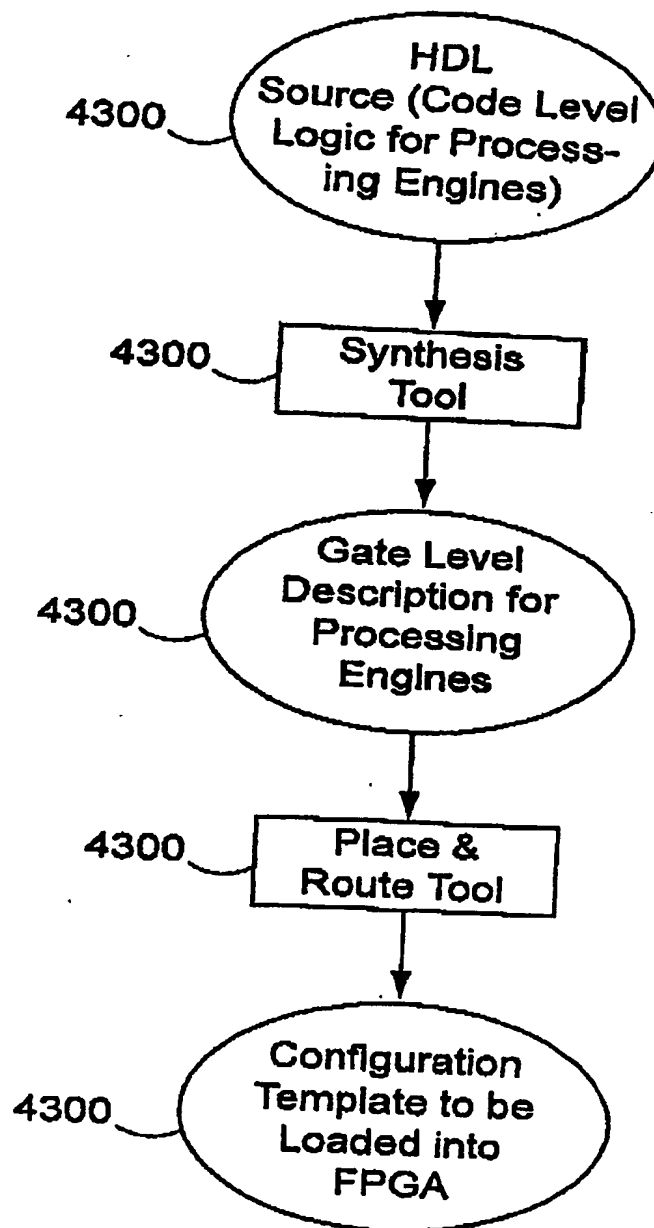 HDL
Source (Code Level
4300
Logic for Process-
ing Engines)
4300
Synthesis
Tool
Gate Level
Description for
4300
Processing
Engines
4300
Place &
Route Tool
Configuration
4300
Template to be
Loaded into
FPGA